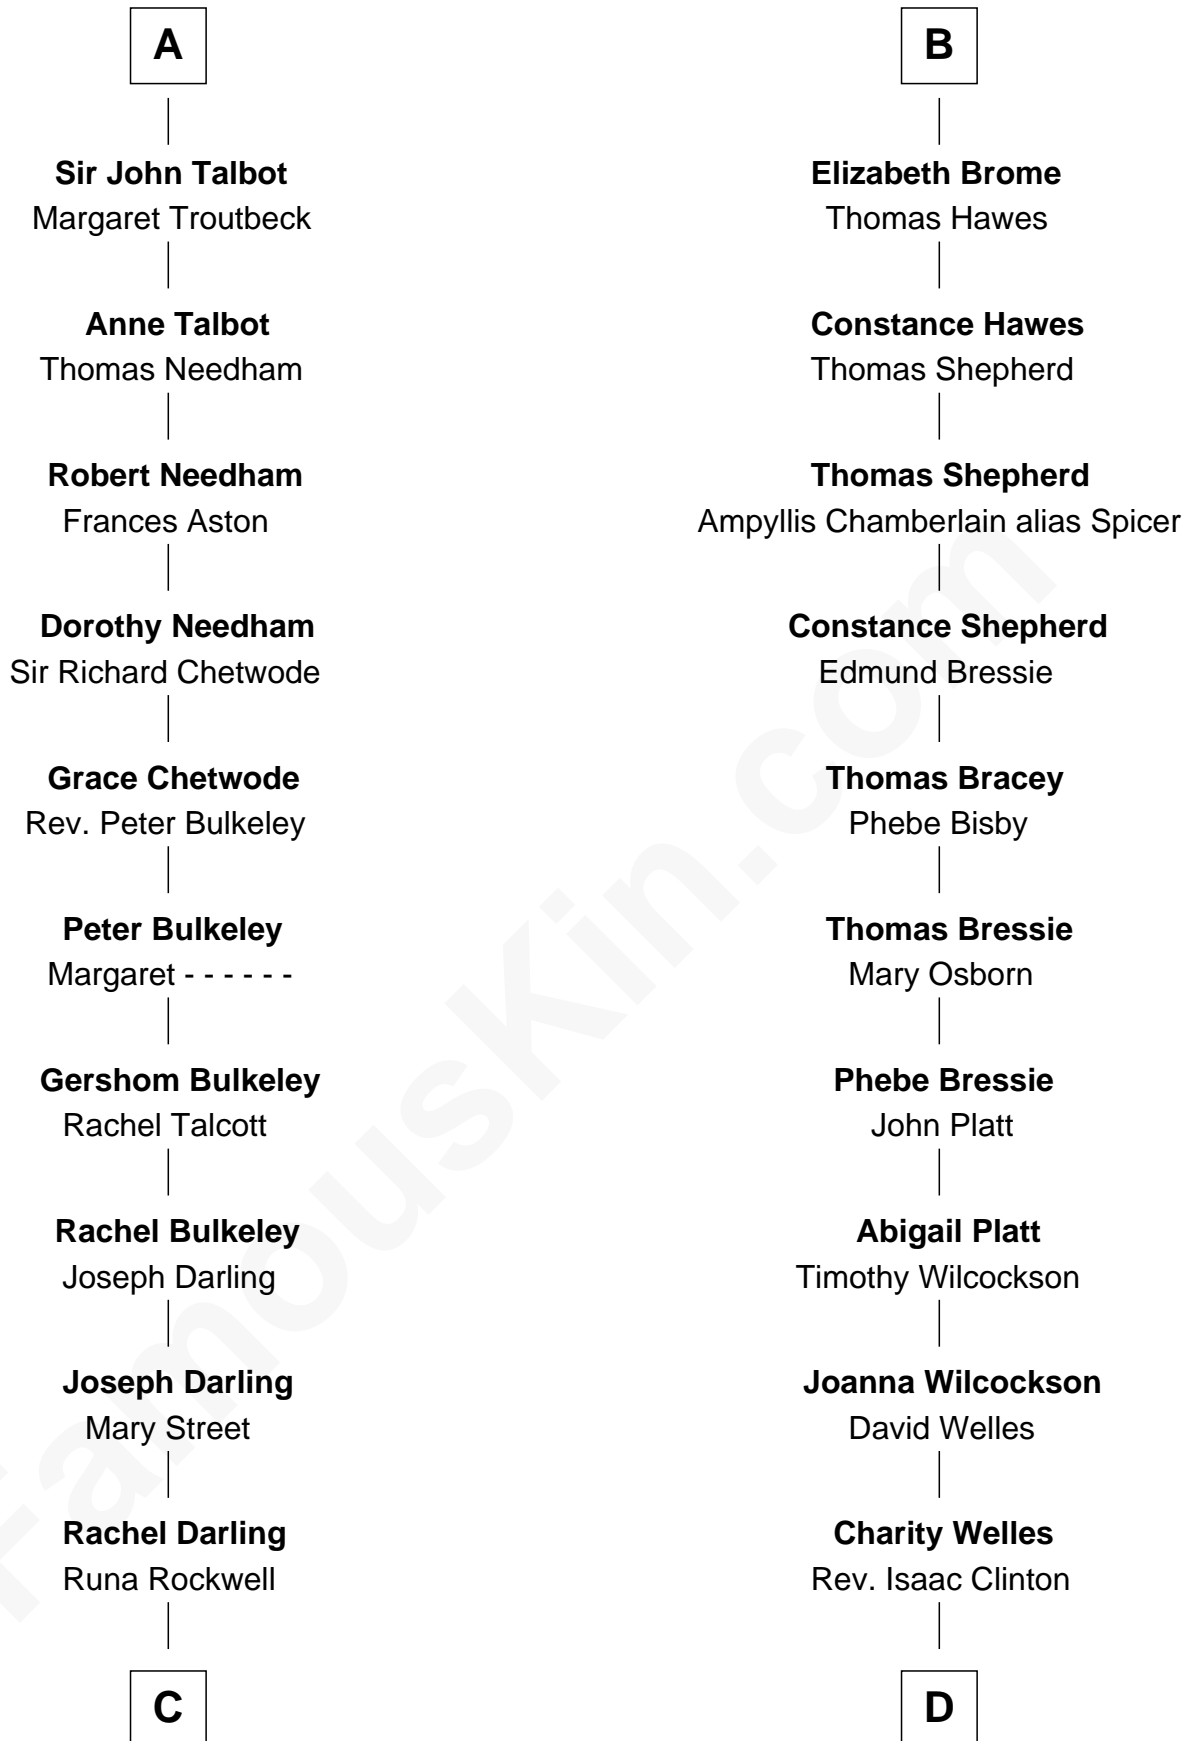 A
Sir John Talbot
Margaret Troutbeck
Anne Talbot
Thomas Needham
Robert Needham
Frances Aston
Dorothy Needham
Sir Richard Chetwode
Grace Chetwode
Rev. Peter Bulkeley
Peter Bulkeley
Margaret - - - - - -
Gershom Bulkeley
Rachel Talcott
Rachel Bulkeley
Joseph Darling
Joseph Darling
Mary Street
Rachel Darling
Runa Rockwell
C
B
Elizabeth Brome
Thomas Hawes
Constance Hawes
Thomas Shepherd
Thomas Shepherd
Ampyllis Chamberlain alias Spicer
Constance Shepherd
Edmund Bressie
Thomas Bracey
Phebe Bisby
Thomas Bressie
Mary Osborn
Phebe Bressie
John Platt
Abigail Platt
Timothy Wilcockson
Joanna Wilcockson
David Welles
Charity Welles
Rev. Isaac Clinton
D
FamousKin.com